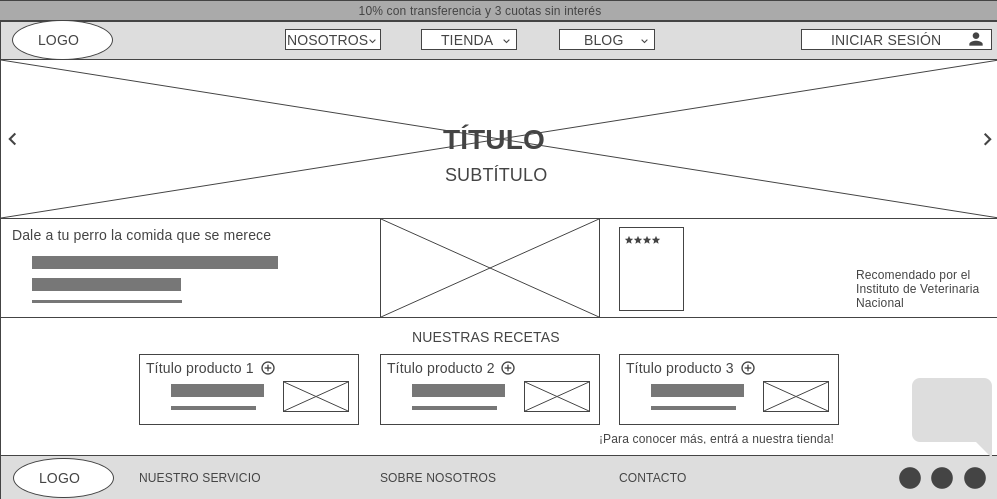 10% con transferencia y 3 cuotas sin interés
LOGO
NOSOTROS
TIENDA
BLOG
INICIAR SESIÓN
TÍTULO
SUBTÍTULO
Dale a tu perro la comida que se merece
Recomendado por el
Instituto de Veterinaria
Nacional
NUESTRAS RECETAS
Título producto 1
Título producto 2
Título producto 3
¡Para conocer más, entrá a nuestra tienda!
LOGO
NUESTRO SERVICIO
SOBRE NOSOTROS
CONTACTO